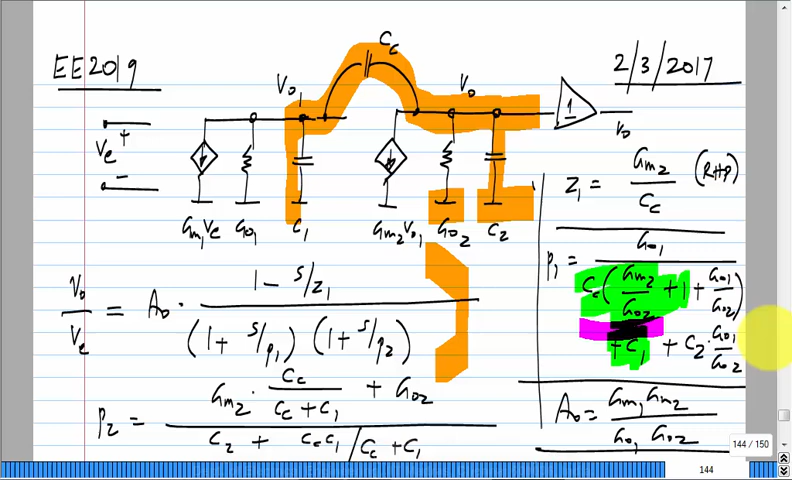 EE2019
2/3/2017
Cc
Vo1
Vo
1
Vo
Ve
+
−
Gm1Ve
Go1
C1
Gm2Vo1
Go2
C2
Z1 = Gm2/Cc (RHP)
p1 = Go1 / Cc(Gm2/Go2 + 1 + Go1/Go2) + C1 + C2 · Go1/Go2
Vo/Ve = Ao · (1 − s/z1) / (1 + s/p1)(1 + s/p2)
p2 = Gm2 · Cc/(Cc + C1) + Go2 / C2 + CcC1/Cc + C1
Ao = Gm1Gm2 / Go1Go2
144 / 150
144